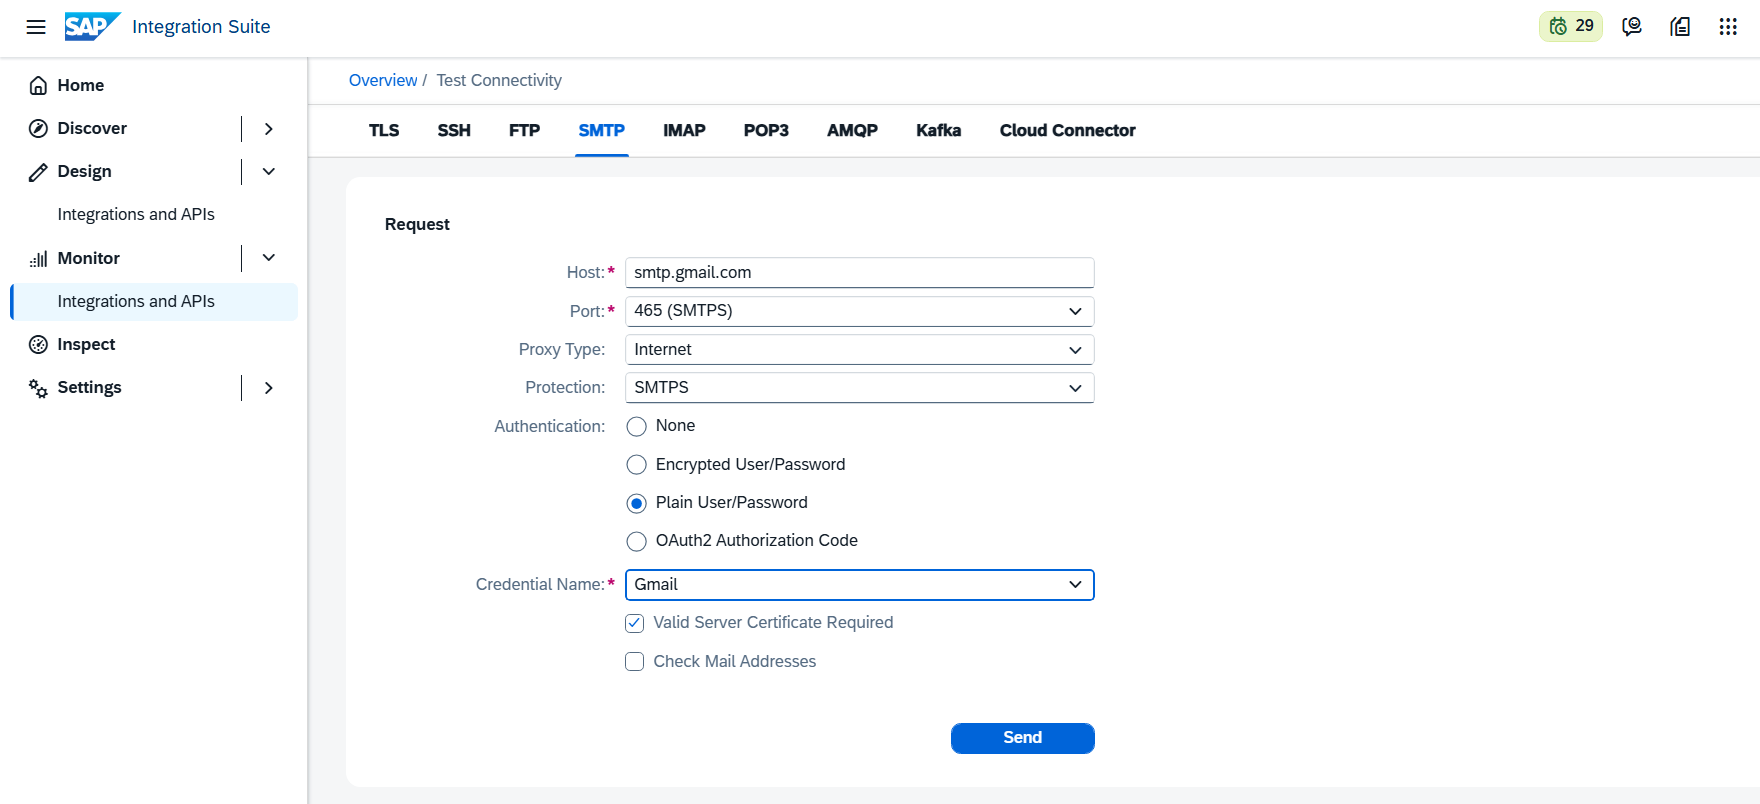 SAP Integration Suite
29
Home
Discover
Design
Integrations and APIs
Monitor
Integrations and APIs
Inspect
Settings
Overview / Test Connectivity
TLS SSH FTP SMTP IMAP POP3 AMQP Kafka Cloud Connector
Request
Host:* smtp.gmail.com
Port:* 465 (SMTPS)
Proxy Type: Internet
Protection: SMTPS
Authentication: None
Encrypted User/Password
Plain User/Password
OAuth2 Authorization Code
Credential Name:* Gmail
Valid Server Certificate Required
Check Mail Addresses
Send